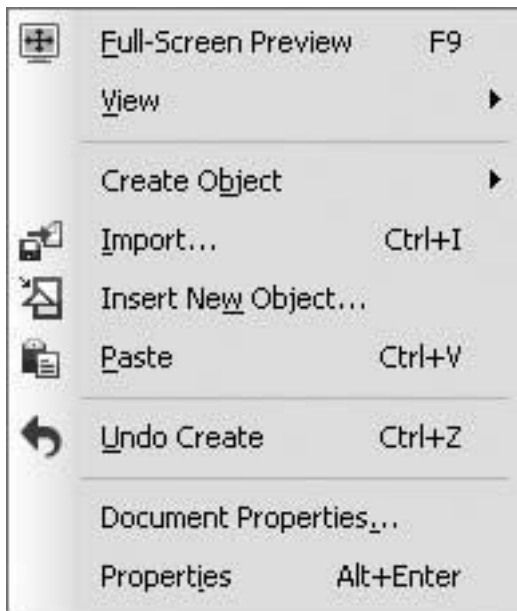 Full-Screen Preview F9
View
Create Object
Import... Ctrl+I
Insert New Object...
Paste Ctrl+V
Undo Create Ctrl+Z
Document Properties...
Properties Alt+Enter